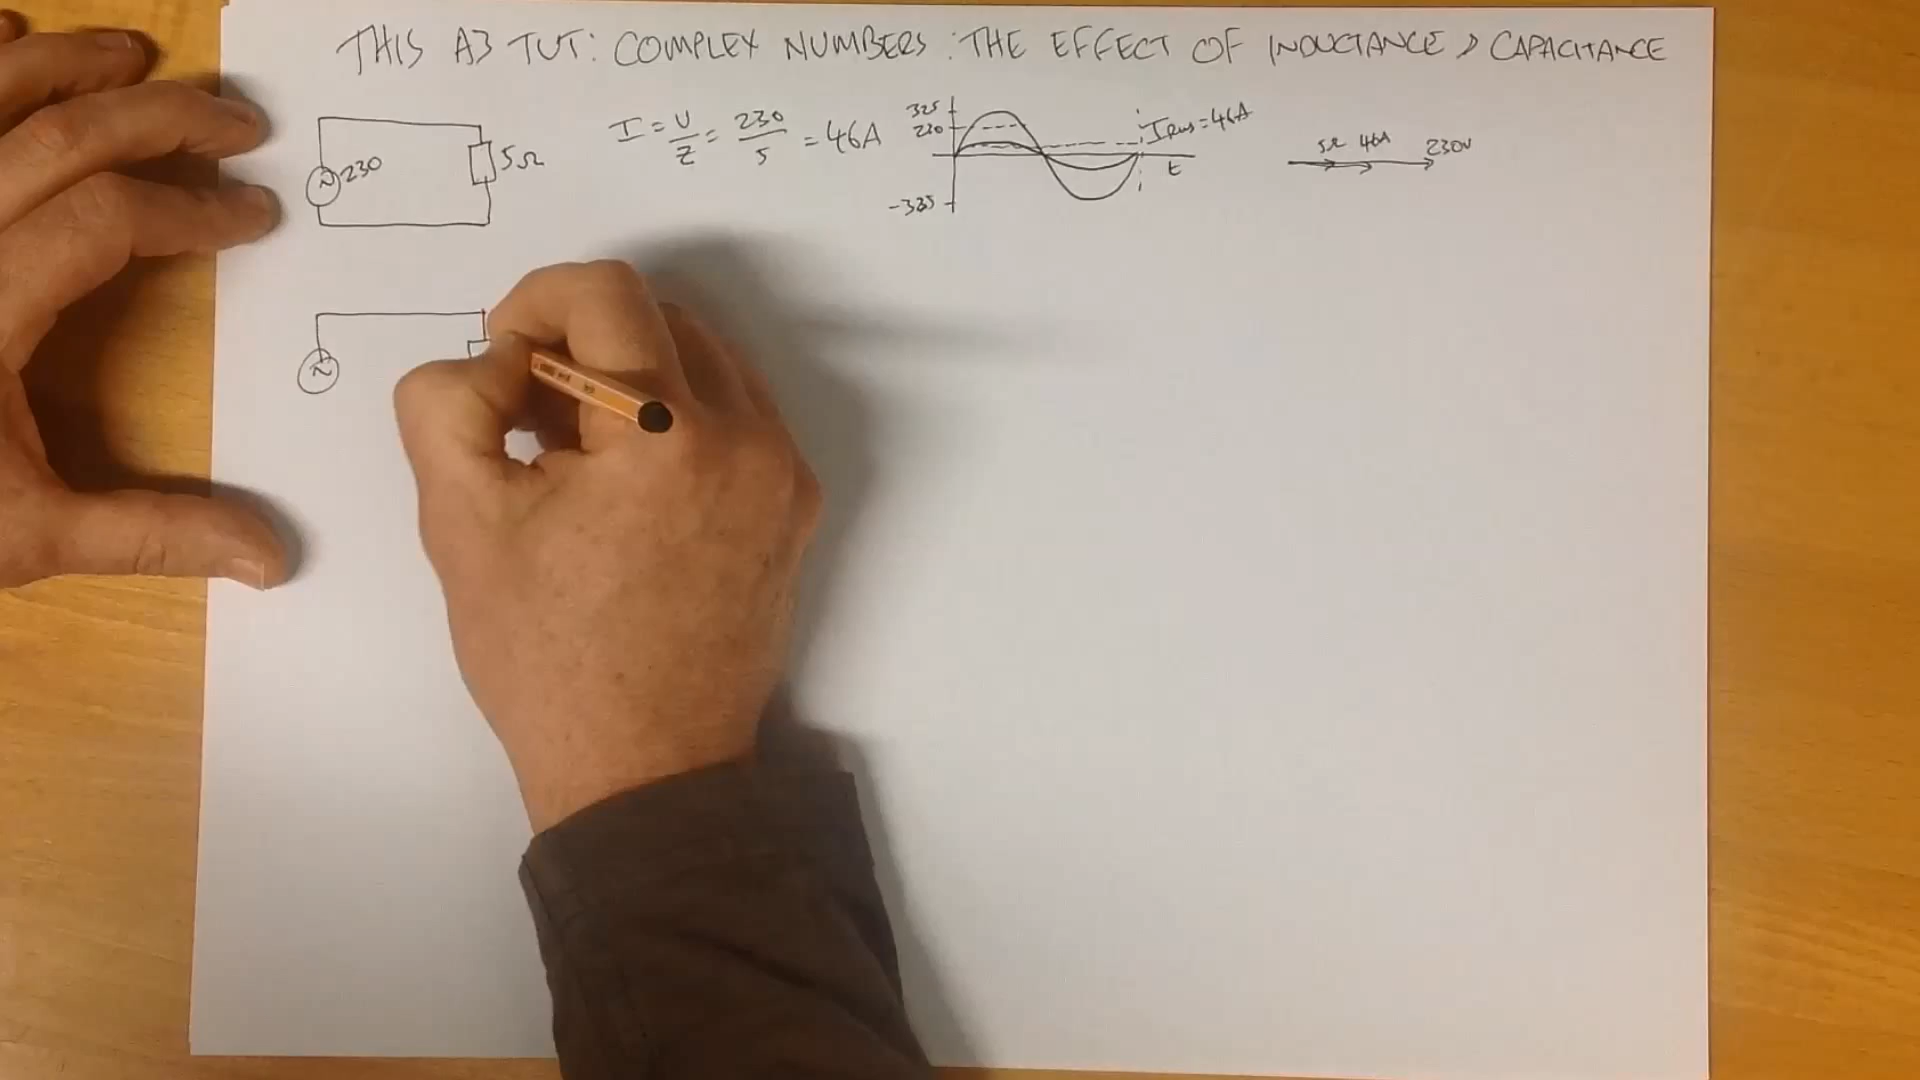 THIS A3 TUT: COMPLEX NUMBERS: THE EFFECT OF INDUCTANCE & CAPACITANCE
~230
5Ω
I = U/Z = 230/5 = 46A
325
230
-325
IRMS = 46A
t
5Ω 46A 230V
~